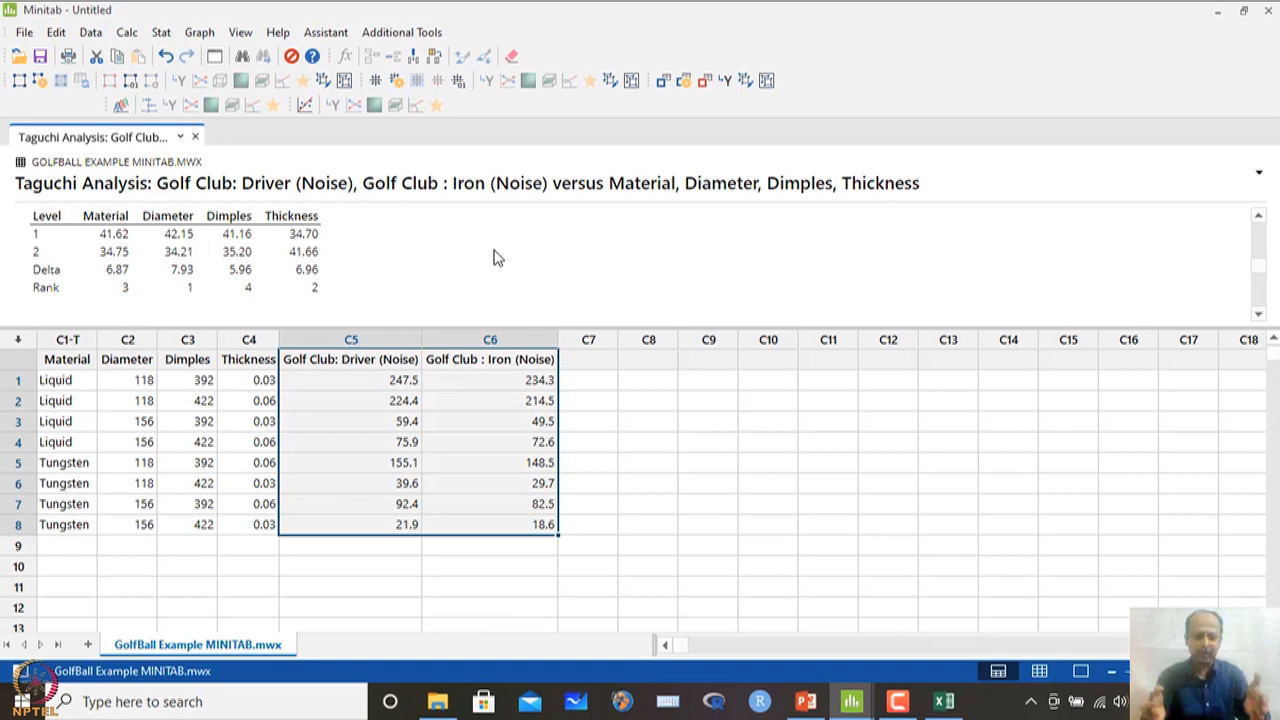 Minitab - Untitled
File Edit Data Calc Stat Graph View Help Assistant Additional Tools
Taguchi Analysis: Golf Club...
GOLFBALL EXAMPLE MINITAB.MWX
Taguchi Analysis: Golf Club: Driver (Noise), Golf Club : Iron (Noise) versus Material, Diameter, Dimples, Thickness
Level Material Diameter Dimples Thickness
1 41.62 42.15 41.16 34.70
2 34.75 34.21 35.20 41.66
Delta 6.87 7.93 5.96 6.96
Rank 3 1 4 2
C1-T C2 C3 C4 C5 C6 C7 C8 C9 C10 C11 C12 C13 C14 C15 C16 C17 C18
Material Diameter Dimples Thickness Golf Club: Driver (Noise) Golf Club : Iron (Noise)
1 Liquid 118 392 0.03 247.5 234.3
2 Liquid 118 422 0.06 224.4 214.5
3 Liquid 156 392 0.03 59.4 49.5
4 Liquid 156 422 0.06 75.9 72.6
5 Tungsten 118 392 0.06 155.1 148.5
6 Tungsten 118 422 0.03 39.6 29.7
7 Tungsten 156 392 0.06 92.4 82.5
8 Tungsten 156 422 0.03 21.9 18.6
9
10
11
12
13
GolfBall Example MINITAB.mwx
GolfBall Example MINITAB.mwx
Type here to search
NPTEL